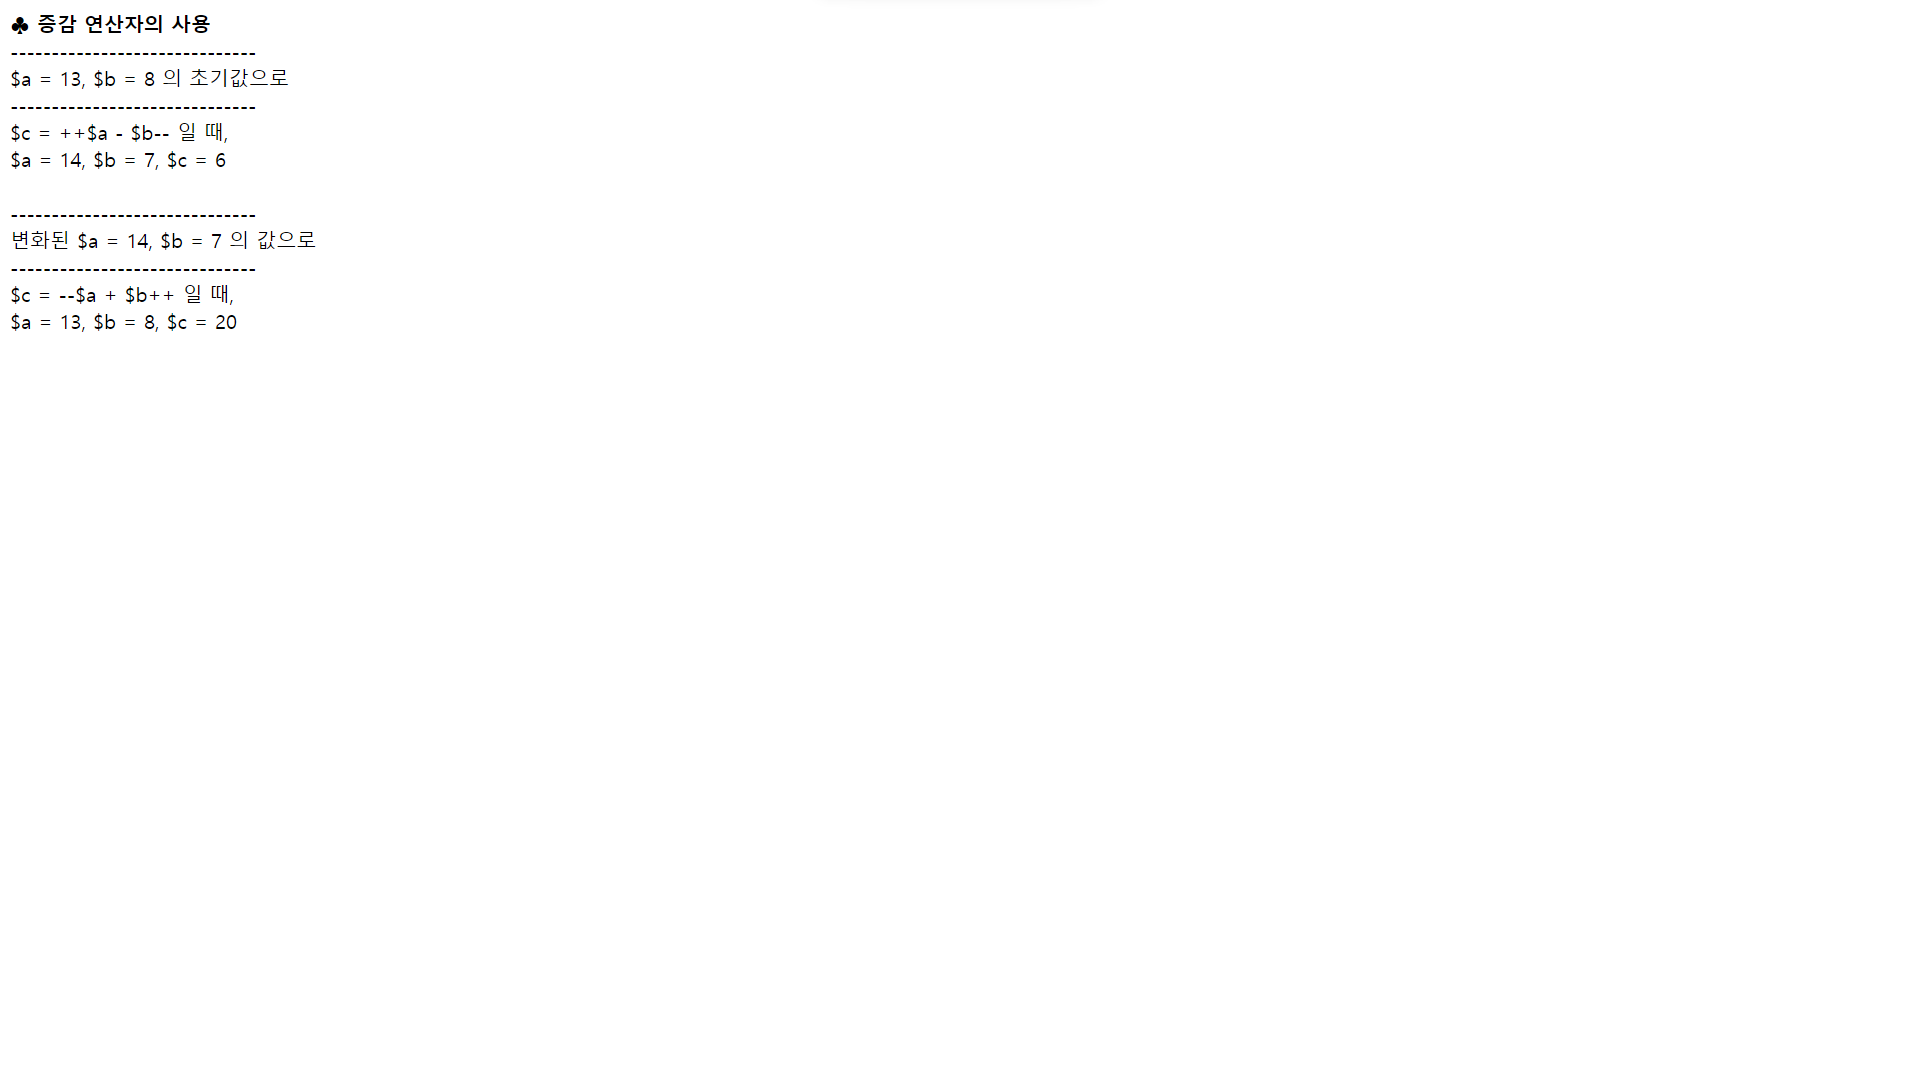 ♣ 증감 연산자의 사용
------------------------------
$a = 13, $b = 8 의 초기값으로
------------------------------
$c = ++$a - $b-- 일 때,
$a = 14, $b = 7, $c = 6
------------------------------
변화된 $a = 14, $b = 7 의 값으로
------------------------------
$c = --$a + $b++ 일 때,
$a = 13, $b = 8, $c = 20